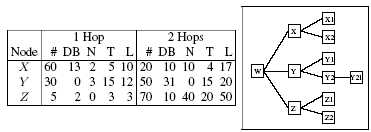 1 Hop 2 Hops
Node # DB N T L # DB N T L
X 60 13 2 5 10 20 10 10 4 17
Y 30 0 3 15 12 50 31 0 15 20
Z 5 2 0 3 3 70 10 40 20 50
X1
X
X2
W
Y
Y1
Y2
Y21
Z
Z1
Z2